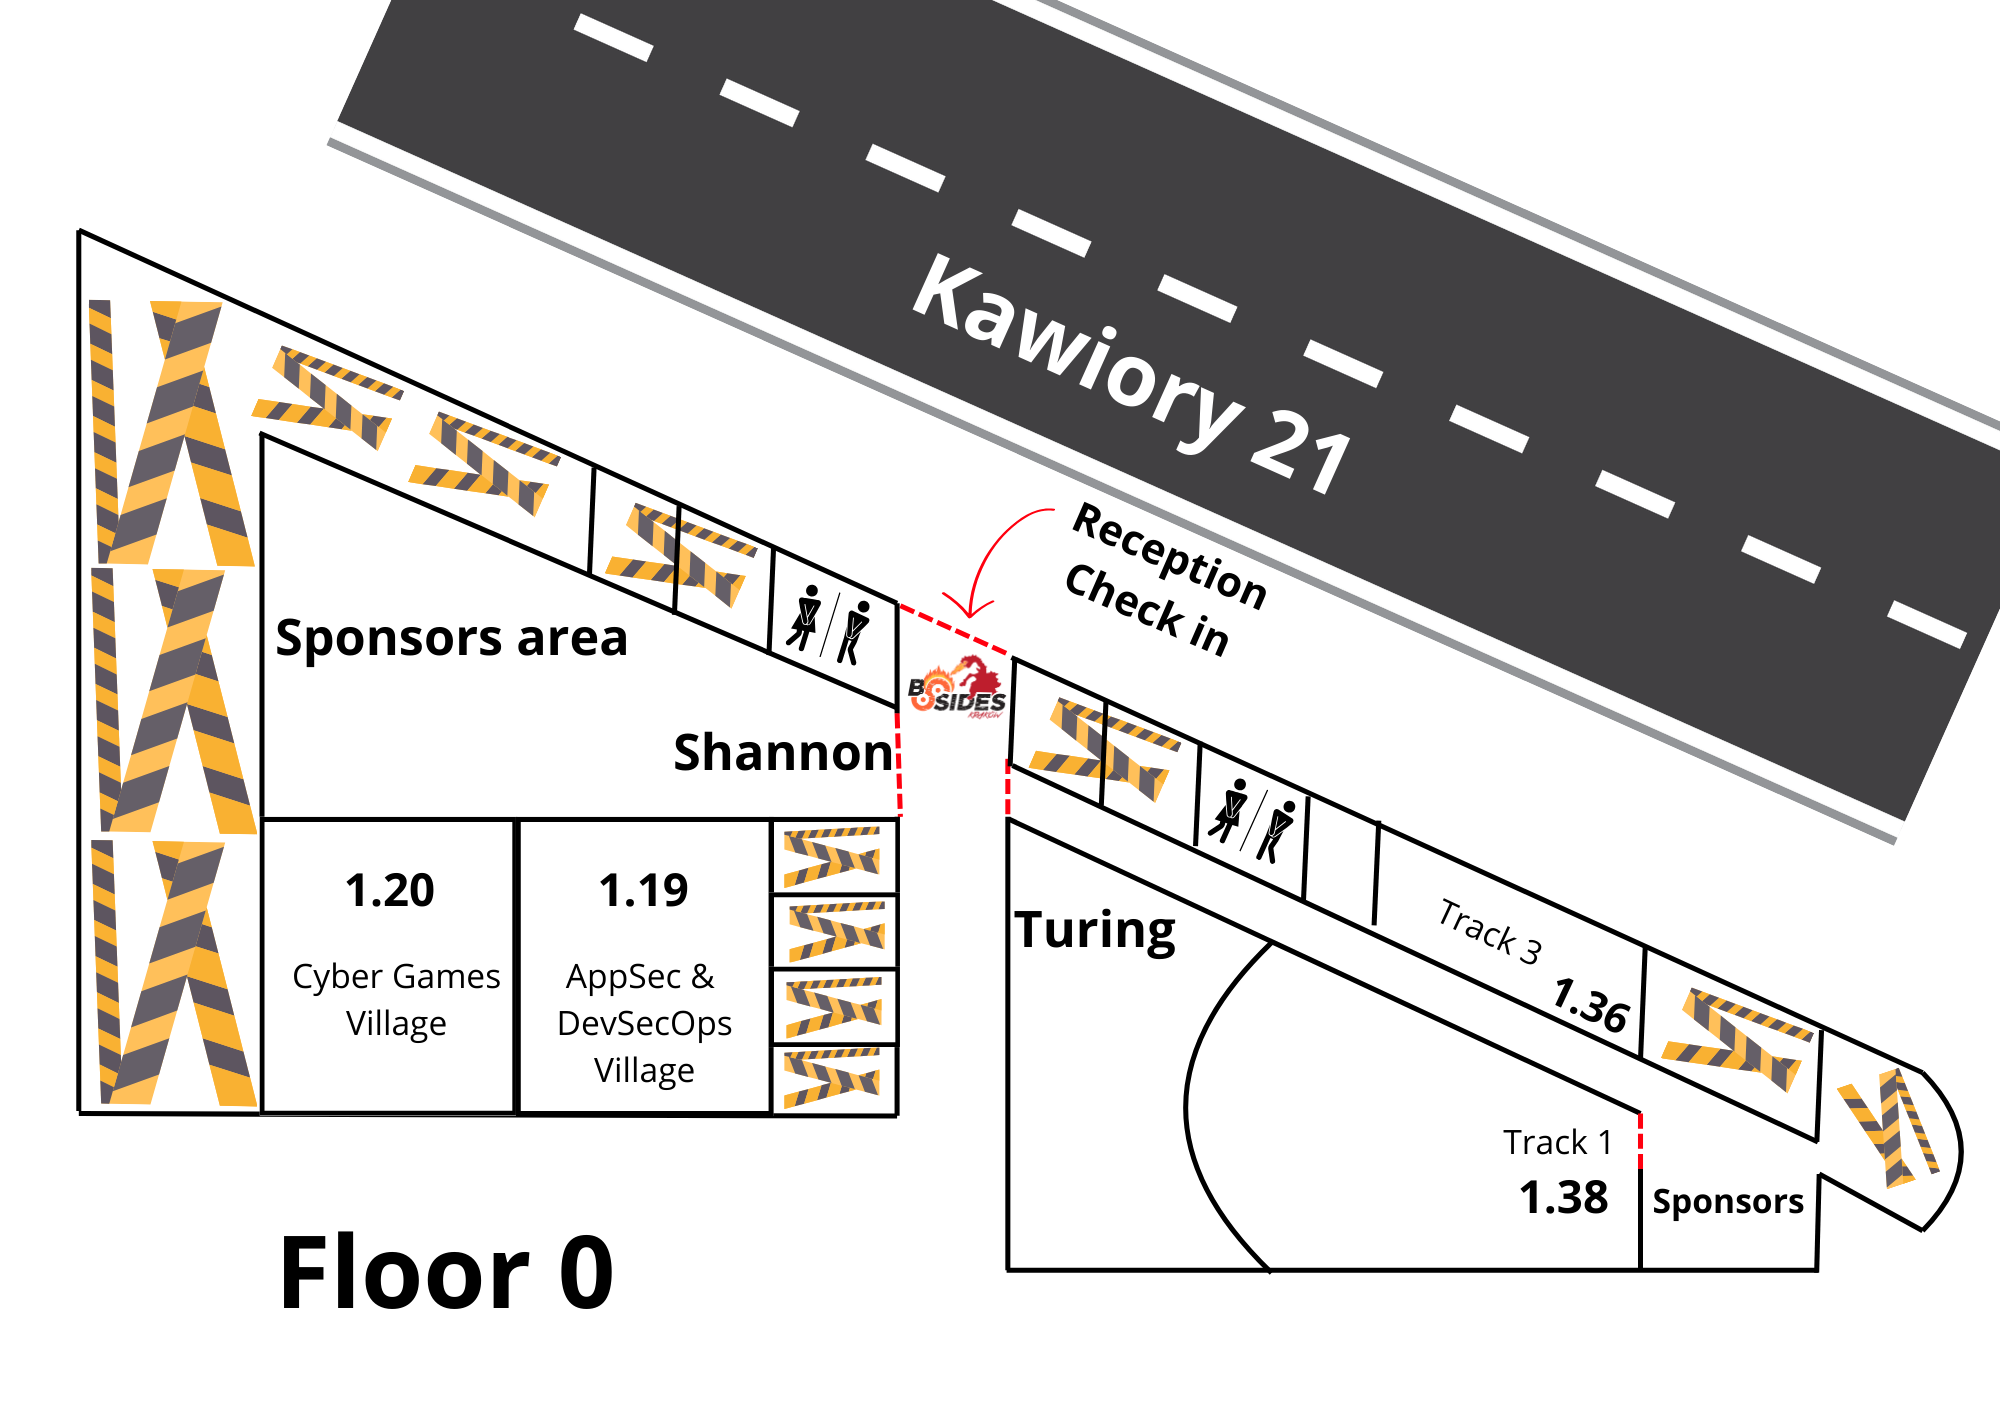 Kawiory 21
Reception
Check in
Sponsors area
BSIDES
KRAKÓW
Shannon
1.20
Cyber Games
Village
1.19
AppSec &
DevSecOps
Village
Turing
Track 3
1.36
Track 1
1.38
Sponsors
Floor 0